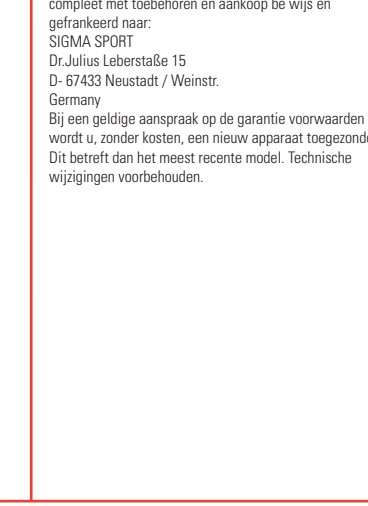 compleet met toebehoren en aankoop be wijs en
gefrankeerd naar:
SIGMA SPORT
Dr.Julius Leberstaße 15
D- 67433 Neustadt / Weinstr.
Germany
Bij een geldige aanspraak op de garantie voorwaarden
wordt u, zonder kosten, een nieuw apparaat
Dit betreft dan het meest recente model. Technische
wijzigingen voorbehouden.